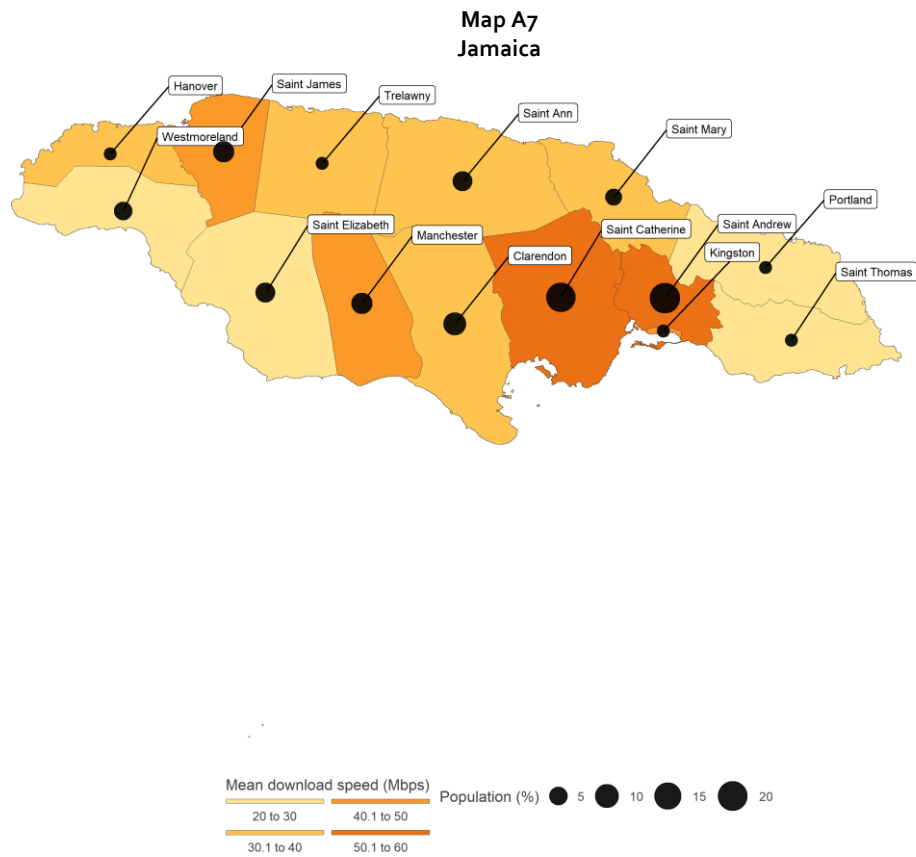 Map A7
Jamaica
Hanover
Saint James
Trelawny
Saint Ann
Saint Mary
Westmoreland
Portland
Saint Elizabeth
Manchester
Saint Catherine
Saint Andrew
Kingston
Clarendon
Saint Thomas
Mean download speed (Mbps)
20 to 30
40.1 to 50
30.1 to 40
50.1 to 60
Population (%)
5
10
15
20